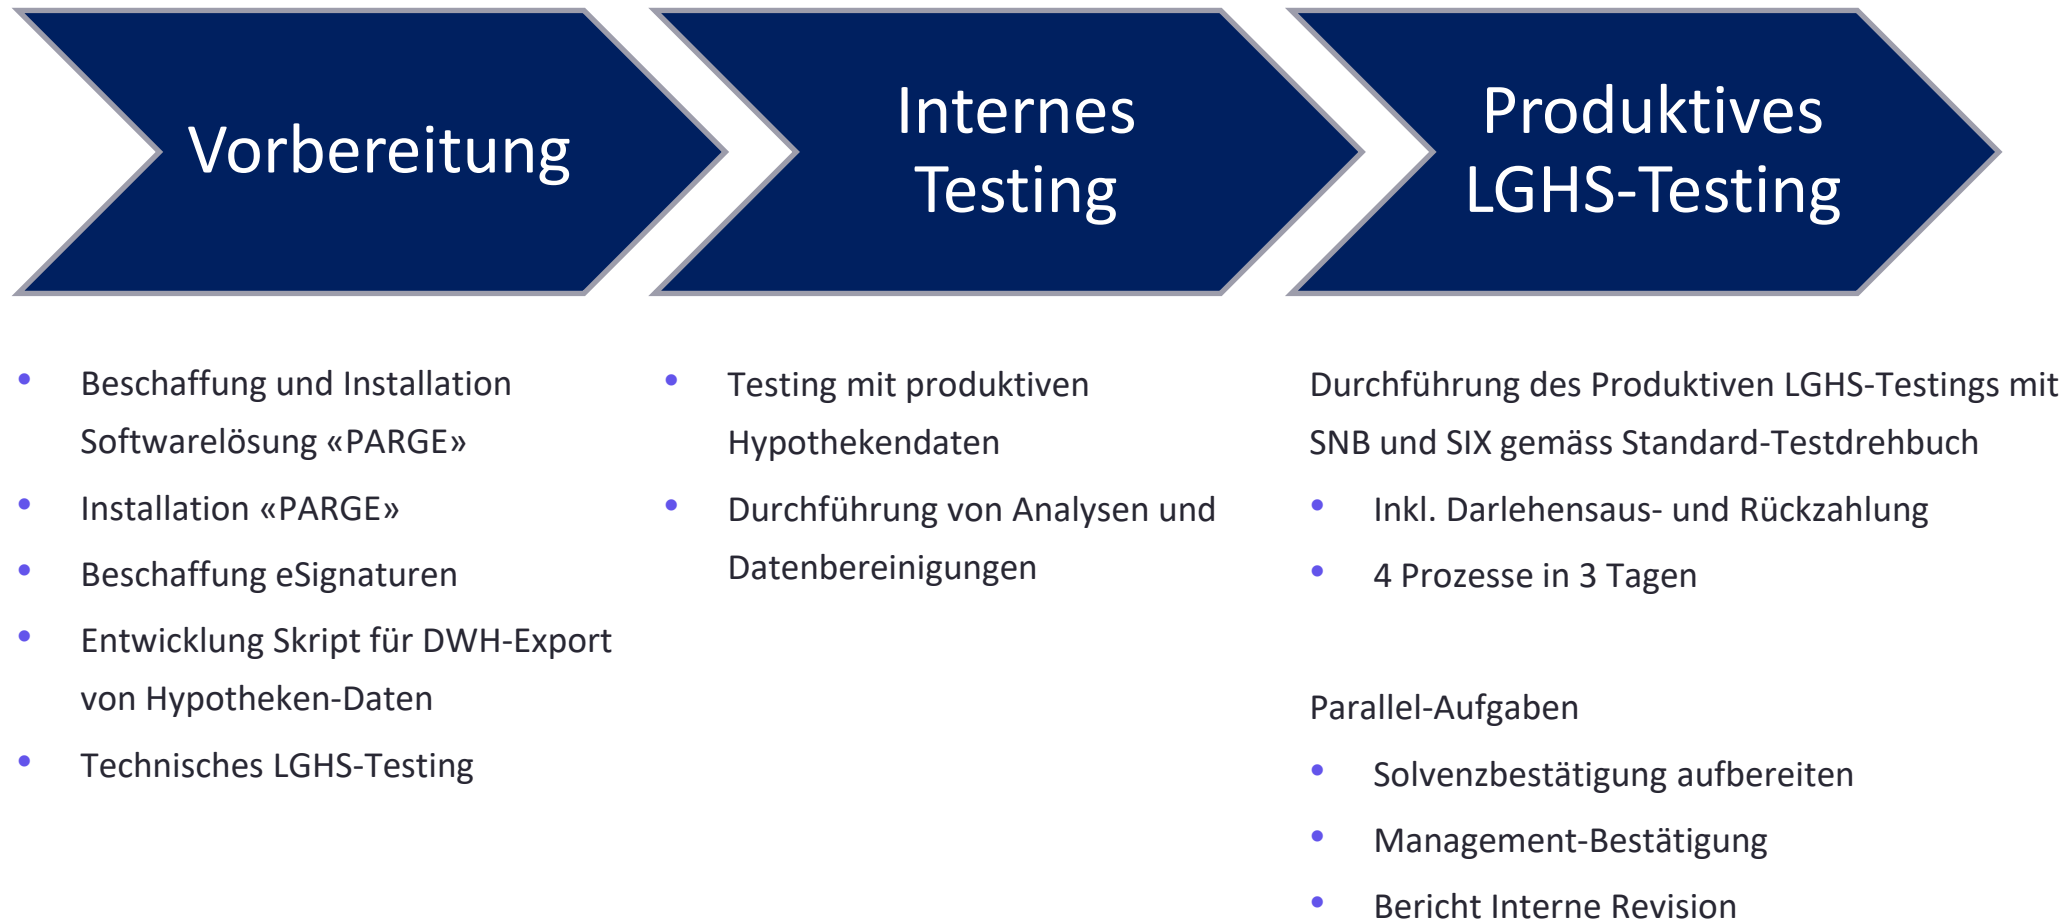 Vorbereitung
Internes
Testing
Produktives
LGHS-Testing
• Beschaffung und Installation
Softwarelösung «PARGE»
• Installation «PARGE»
• Beschaffung eSignaturen
• Entwicklung Skript für DWH-Export
von Hypotheken-Daten
• Technisches LGHS-Testing
• Testing mit produktiven
Hypothekendaten
• Durchführung von Analysen und
Datenbereinigungen
Durchführung des Produktiven LGHS-Testings mit
SNB und SIX gemäss Standard-Testdrehbuch
• Inkl. Darlehensaus- und Rückzahlung
• 4 Prozesse in 3 Tagen
Parallel-Aufgaben
• Solvenzbestätigung aufbereiten
• Management-Bestätigung
• Bericht Interne Revision